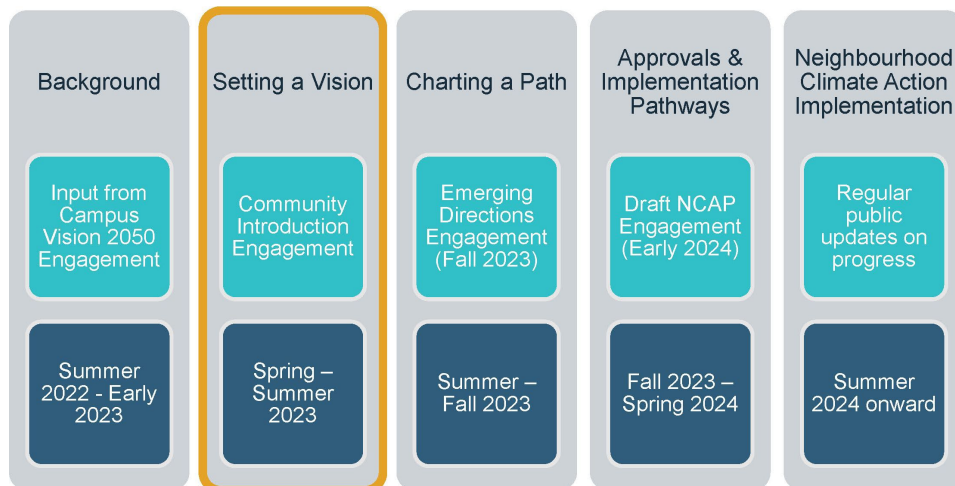 Background
Input from
Campus
Vision 2050
Engagement
Summer
2022 - Early
2023
Setting a Vision
Community
Introduction
Engagement
Spring –
Summer
2023
Charting a Path
Emerging
Directions
Engagement
(Fall 2023)
Summer –
Fall 2023
Approvals &
Implementation
Pathways
Draft NCAP
Engagement
(Early 2024)
Fall 2023 –
Spring 2024
Neighbourhood
Climate Action
Implementation
Regular
public
updates on
progress
Summer
2024 onward